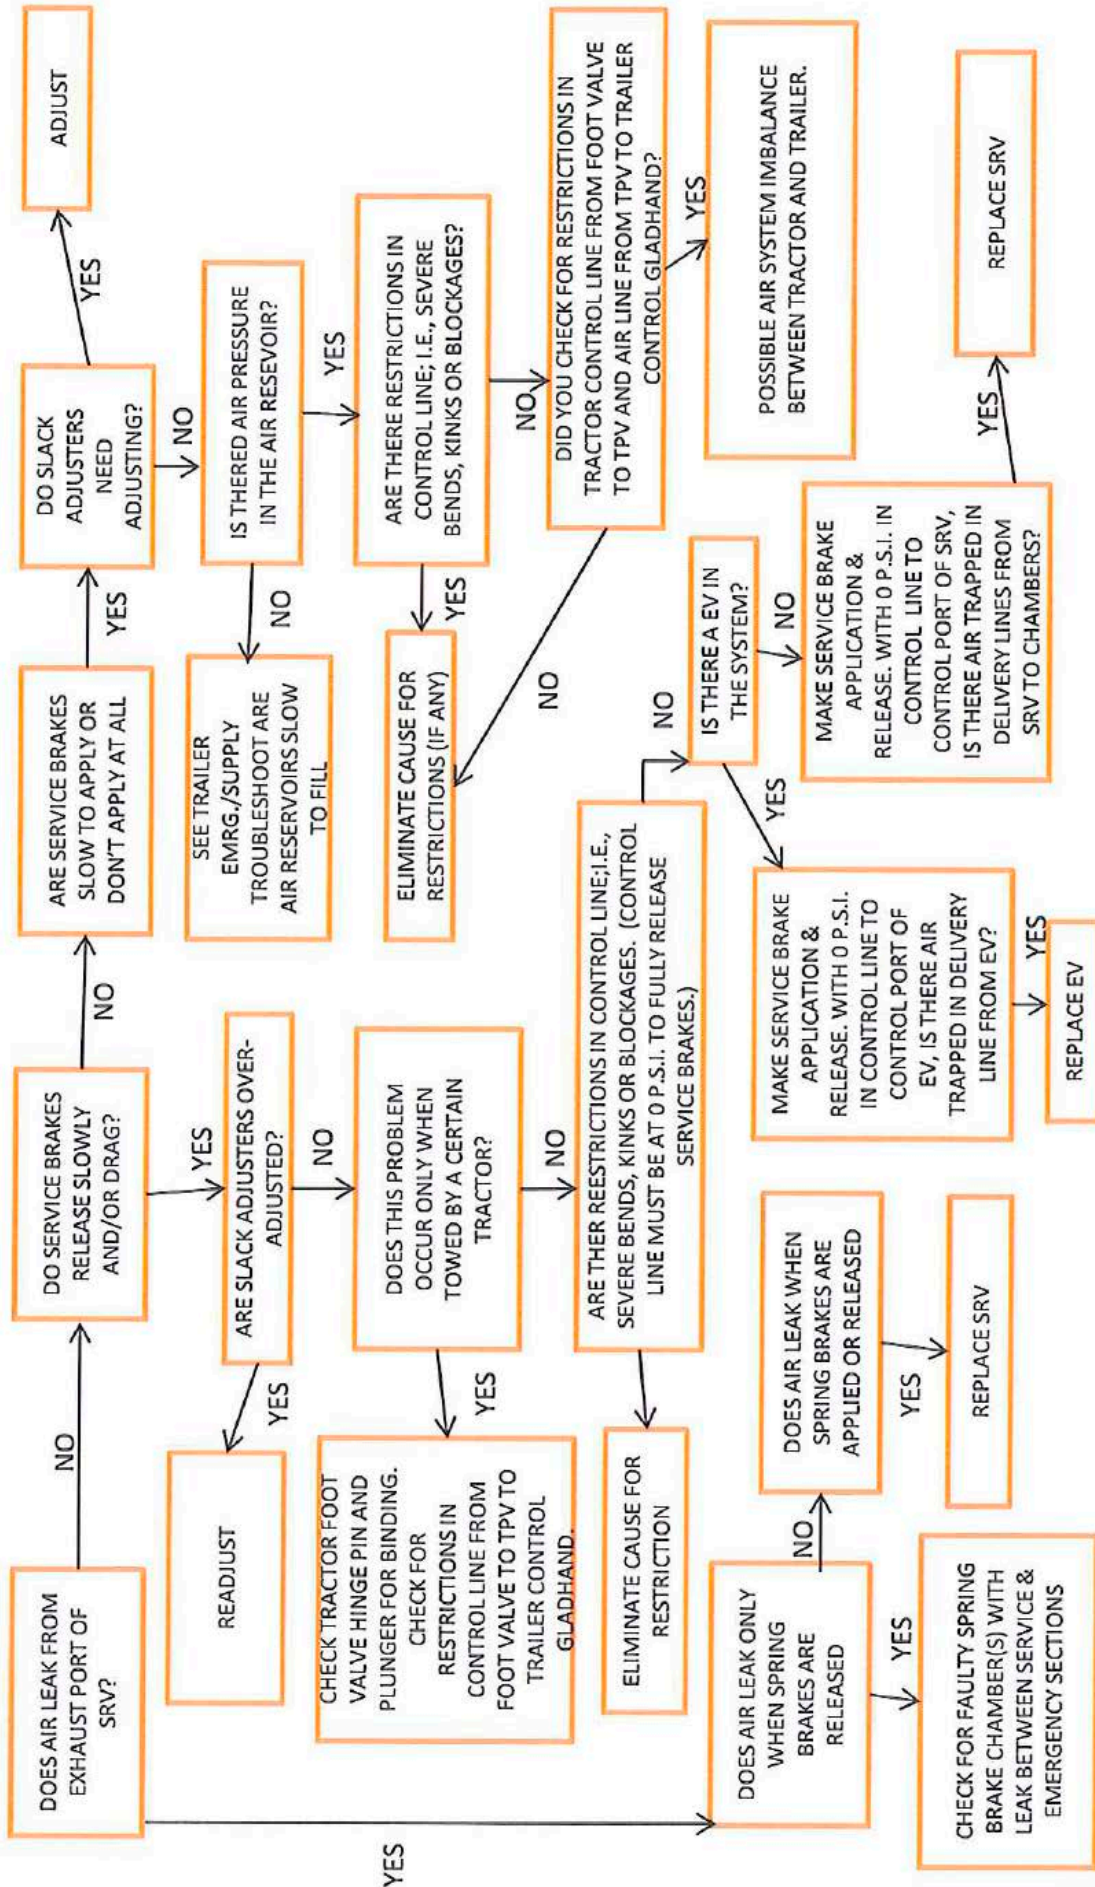 DOES AIR LEAK FROM
EXHAUST PORT OF
SRV?
NO
DO SERVICE BRAKES
RELEASE SLOWLY
AND/OR DRAG?
NO
ARE SERVICE BRAKES
SLOW TO APPLY OR
DON'T APPLY AT ALL
YES
DO SLACK
ADJUSTERS
NEED
ADJUSTING?
YES
ADJUST
NO
IS THERED AIR PRESSURE
IN THE AIR RESEVOIR?
NO
SEE TRAILER
EMRG./SUPPLY
TROUBLESHOOT ARE
AIR RESERVOIRS SLOW
TO FILL
YES
ARE THERE RESTRICTIONS IN
CONTROL LINE; I.E., SEVERE
BENDS, KINKS OR BLOCKAGES?
YES
ELIMINATE CAUSE FOR
RESTRICTIONS (IF ANY)
NO
DID YOU CHECK FOR RESTRICTIONS IN
TRACTOR CONTROL LINE FROM FOOT VALVE
TO TPV AND AIR LINE FROM TPV TO TRAILER
CONTROL GLADHAND?
NO
YES
POSSIBLE AIR SYSTEM IMBALANCE
BETWEEN TRACTOR AND TRAILER.
YES
ARE SLACK ADJUSTERS OVER-
ADJUSTED?
YES
READJUST
NO
DOES THIS PROBLEM
OCCUR ONLY WHEN
TOWED BY A CERTAIN
TRACTOR?
YES
CHECK TRACTOR FOOT
VALVE HINGE PIN AND
PLUNGER FOR BINDING.
CHECK FOR
RESTRICTIONS IN
CONTROL LINE FROM
FOOT VALVE TO TPV TO
TRAILER CONTROL
GLADHAND.
NO
ARE THER REESTRICTIONS IN CONTROL LINE;I.E.,
SEVERE BENDS, KINKS OR BLOCKAGES. (CONTROL
LINE MUST BE AT 0 P.S.I. TO FULLY RELEASE
SERVICE BRAKES.)
ELIMINATE CAUSE FOR
RESTRICTION
NO
IS THERE A EV IN
THE SYSTEM?
YES
MAKE SERVICE BRAKE
APPLICATION &
RELEASE. WITH 0 P.S.I.
IN CONTROL LINE TO
CONTROL PORT OF
EV, IS THERE AIR
TRAPPED IN DELIVERY
LINE FROM EV?
YES
REPLACE EV
NO
MAKE SERVICE BRAKE
APPLICATION &
RELEASE. WITH 0 P.S.I. IN
CONTROL LINE TO
CONTROL PORT OF SRV,
IS THERE AIR TRAPPED IN
DELIVERY LINES FROM
SRV TO CHAMBERS?
YES
REPLACE SRV
YES
DOES AIR LEAK ONLY
WHEN SPRING
BRAKES ARE
RELEASED
NO
DOES AIR LEAK WHEN
SPRING BRAKES ARE
APPLIED OR RELEASED
YES
REPLACE SRV
YES
CHECK FOR FAULTY SPRING
BRAKE CHAMBER(S) WITH
LEAK BETWEEN SERVICE &
EMERGENCY SECTIONS